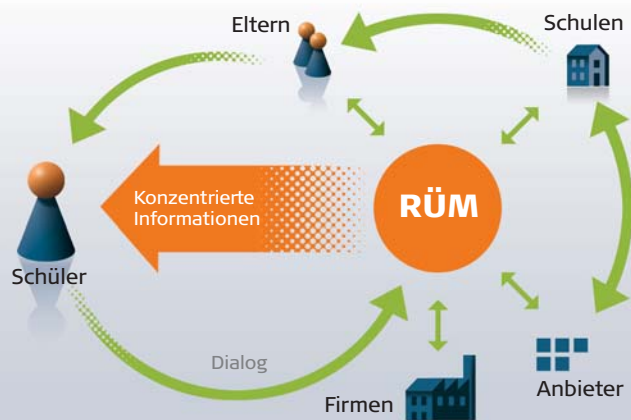 Eltern
Schulen
Konzentrierte
Informationen
RÜM
Schüler
Dialog
Firmen
Anbieter